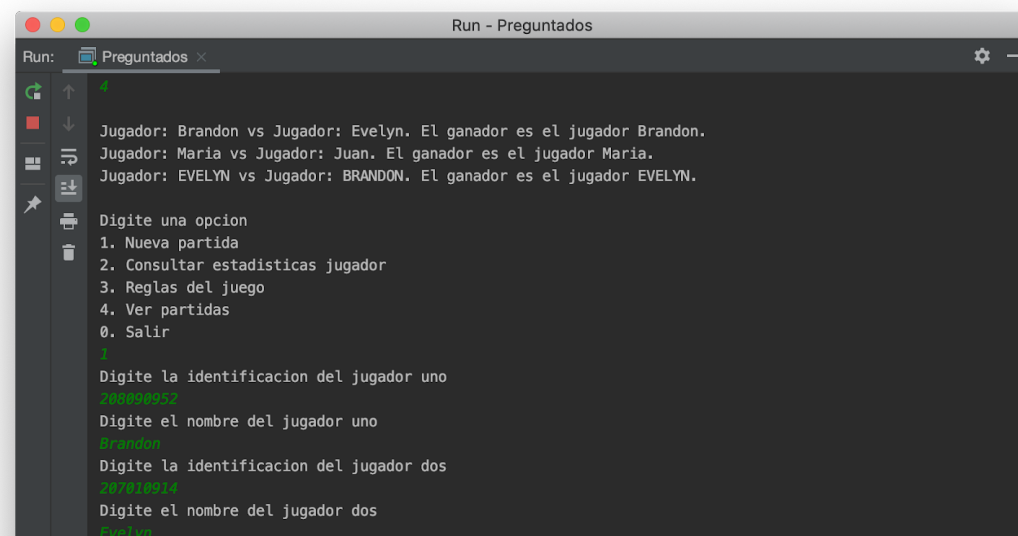 Run - Preguntados
Run: Preguntados
4
Jugador: Brandon vs Jugador: Evelyn. El ganador es el jugador Brandon.
Jugador: Maria vs Jugador: Juan. El ganador es el jugador Maria.
Jugador: EVELYN vs Jugador: BRANDON. El ganador es el jugador EVELYN.
Digite una opcion
1. Nueva partida
2. Consultar estadisticas jugador
3. Reglas del juego
4. Ver partidas
0. Salir
1
Digite la identificacion del jugador uno
208090952
Digite el nombre del jugador uno
Brandon
Digite la identificacion del jugador dos
207010914
Digite el nombre del jugador dos
Evelyn